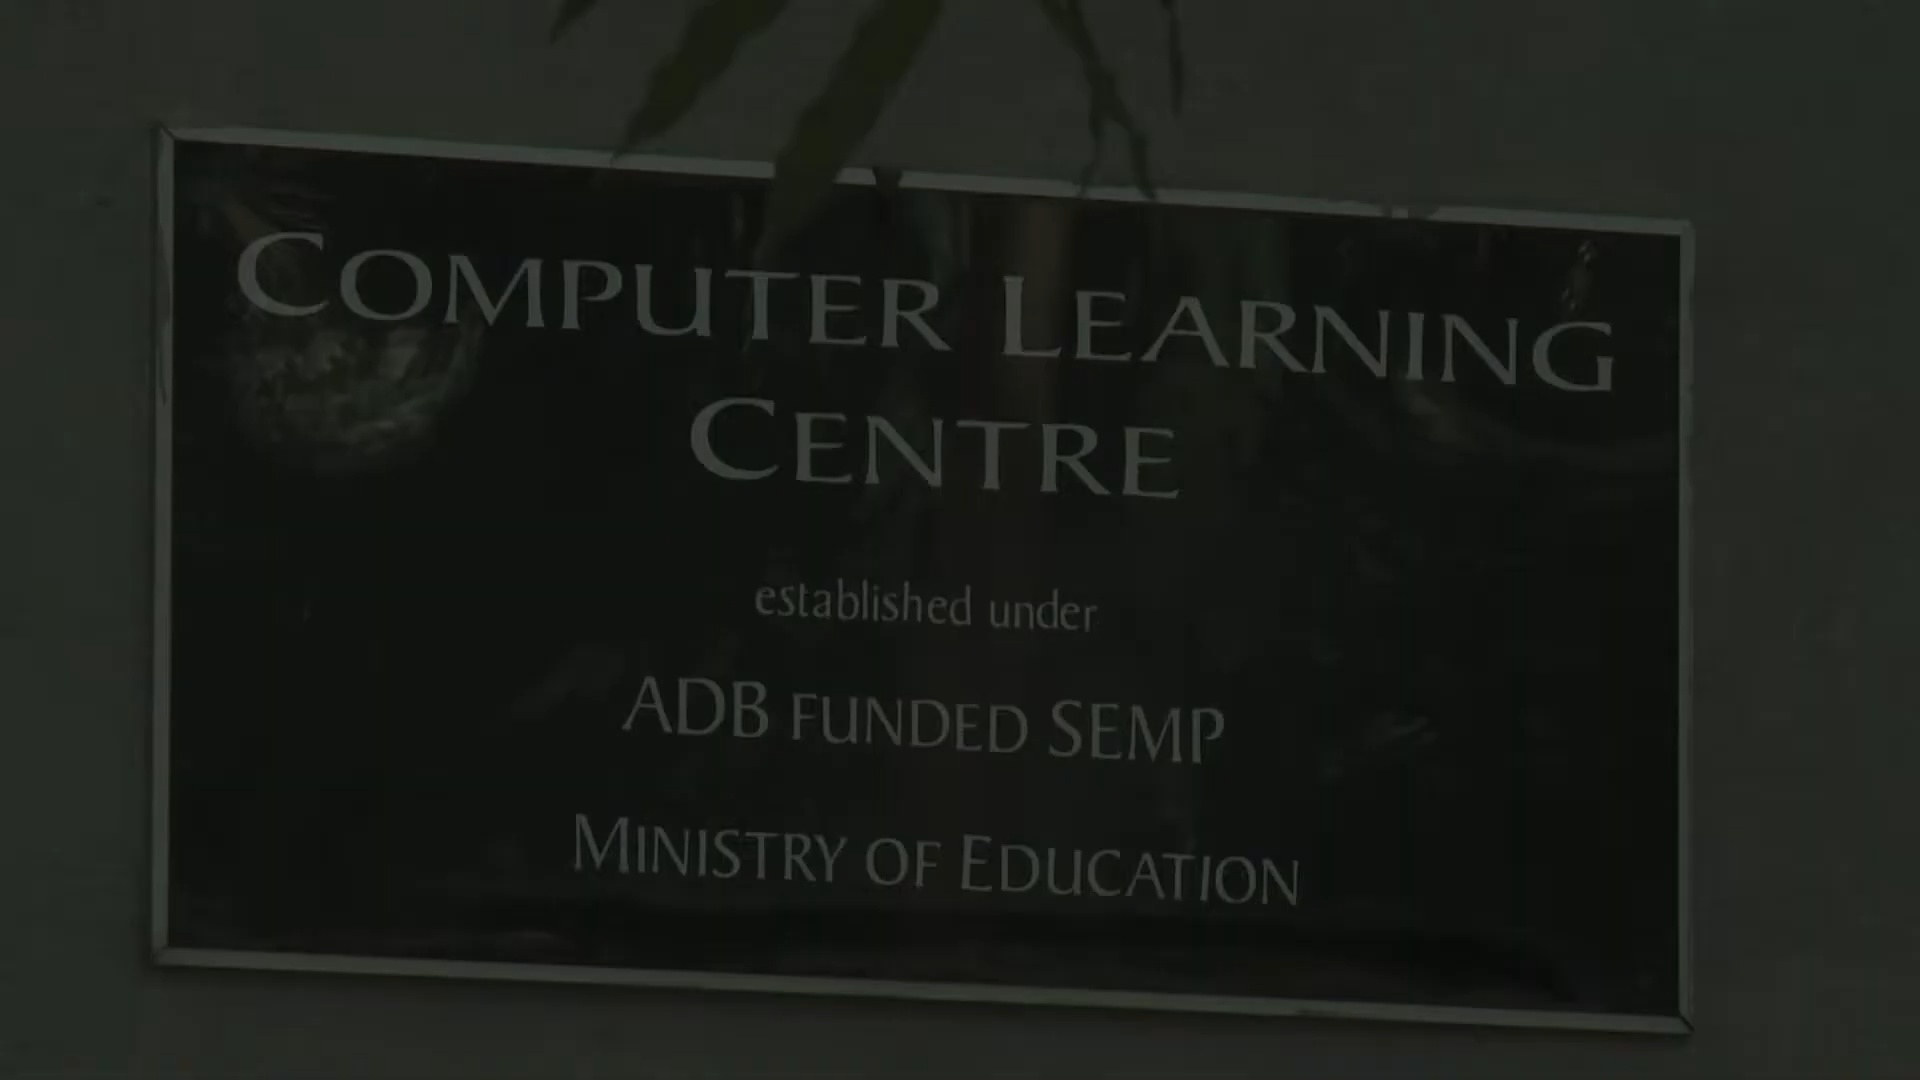 COMPUTER LEARNING
CENTRE
established under
ADB FUNDED SEMP
MINISTRY OF EDUCATION